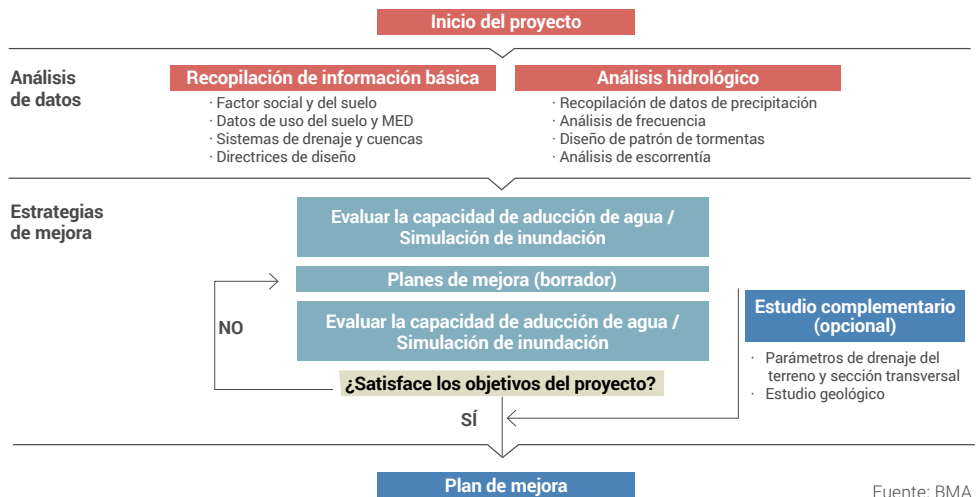 Inicio del proyecto
Análisis
de datos
Recopilación de información básica
· Factor social y del suelo
· Datos de uso del suelo y MED
· Sistemas de drenaje y cuencas
· Directrices de diseño
Análisis hidrológico
· Recopilación de datos de precipitación
· Análisis de frecuencia
· Diseño de patrón de tormentas
· Análisis de escorrentía
Estrategias
de mejora
Evaluar la capacidad de aducción de agua /
Simulación de inundación
Planes de mejora (borrador)
NO
Evaluar la capacidad de aducción de agua /
Simulación de inundación
¿Satisface los objetivos del proyecto?
SÍ
Estudio complementario
(opcional)
· Parámetros de drenaje del
terreno y sección transversal
· Estudio geológico
Plan de mejora
Fuente: BMA